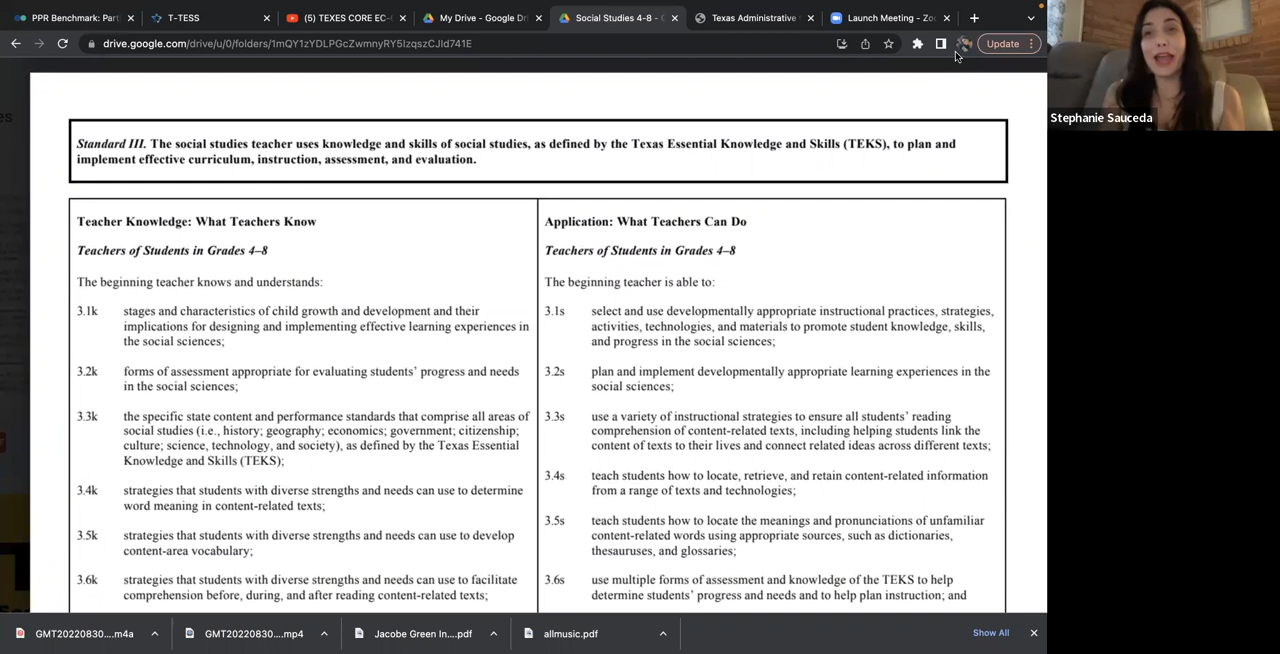 PPR Benchmark: Part
T-TESS
(5) TEXES CORE EC-
My Drive - Google Dri
Social Studies 4-8 -
Texas Administrative
Launch Meeting - Zoo
drive.google.com/drive/u/0/folders/1mQY1zYDLPGcZwmnyRY5IzqszCJId741E
Update
Stephanie Sauceda
Standard III. The social studies teacher uses knowledge and skills of social studies, as defined by the Texas Essential Knowledge and Skills (TEKS), to plan and
implement effective curriculum, instruction, assessment, and evaluation.
Teacher Knowledge: What Teachers Know
Teachers of Students in Grades 4–8
The beginning teacher knows and understands:
3.1k stages and characteristics of child growth and development and their
implications for designing and implementing effective learning experiences in
the social sciences;
3.2k forms of assessment appropriate for evaluating students' progress and needs
in the social sciences;
3.3k the specific state content and performance standards that comprise all areas of
social studies (i.e., history; geography; economics; government; citizenship;
culture; science, technology, and society), as defined by the Texas Essential
Knowledge and Skills (TEKS);
3.4k strategies that students with diverse strengths and needs can use to determine
word meaning in content-related texts;
3.5k strategies that students with diverse strengths and needs can use to develop
content-area vocabulary;
3.6k strategies that students with diverse strengths and needs can use to facilitate
comprehension before, during, and after reading content-related texts;
Application: What Teachers Can Do
Teachers of Students in Grades 4–8
The beginning teacher is able to:
3.1s select and use developmentally appropriate instructional practices, strategies,
activities, technologies, and materials to promote student knowledge, skills,
and progress in the social sciences;
3.2s plan and implement developmentally appropriate learning experiences in the
social sciences;
3.3s use a variety of instructional strategies to ensure all students' reading
comprehension of content-related texts, including helping students link the
content of texts to their lives and connect related ideas across different texts;
3.4s teach students how to locate, retrieve, and retain content-related information
from a range of texts and technologies;
3.5s teach students how to locate the meanings and pronunciations of unfamiliar
content-related words using appropriate sources, such as dictionaries,
thesauruses, and glossaries;
3.6s use multiple forms of assessment and knowledge of the TEKS to help
determine students' progress and needs and to help plan instruction; and
GMT20220830....m4a
GMT20220830....mp4
Jacobe Green In....pdf
allmusic.pdf
Show All